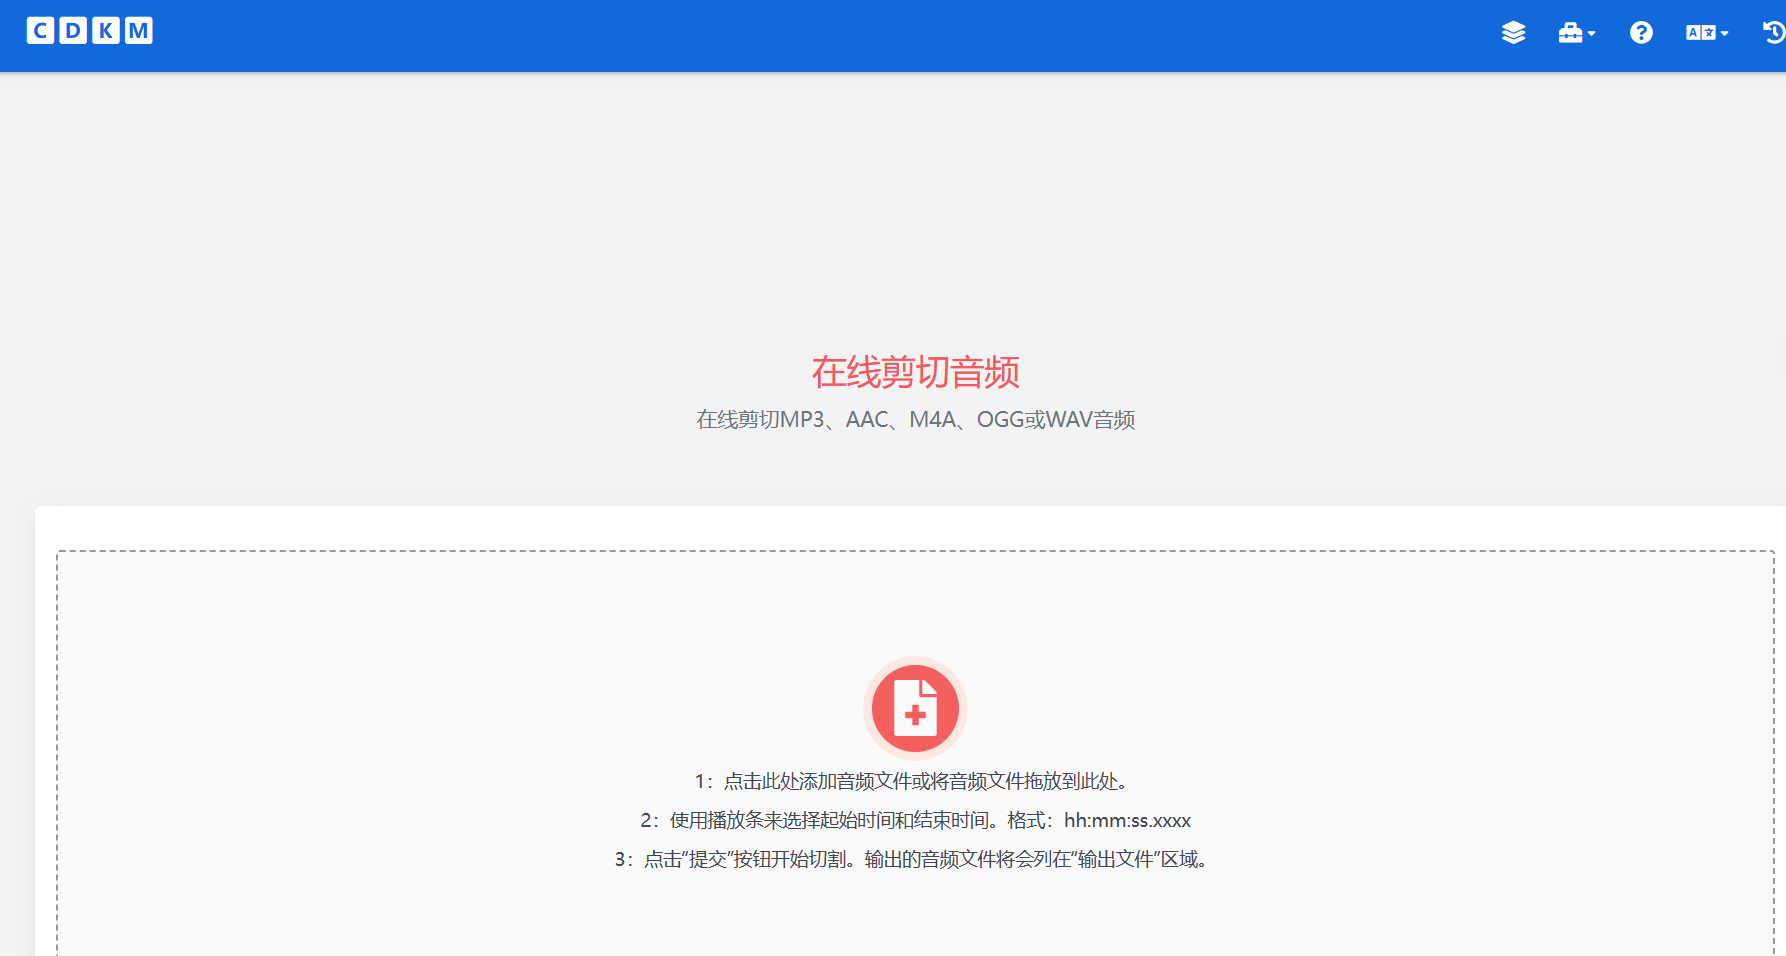 CDKM
A文
在线剪切音频
在线剪切MP3、AAC、M4A、OGG或WAV音频
1：点击此处添加音频文件或将音频文件拖放到此处。
2：使用播放条来选择起始时间和结束时间。格式：hh:mm:ss.xxxx
3：点击“提交”按钮开始切割。输出的音频文件将会列在“输出文件”区域。